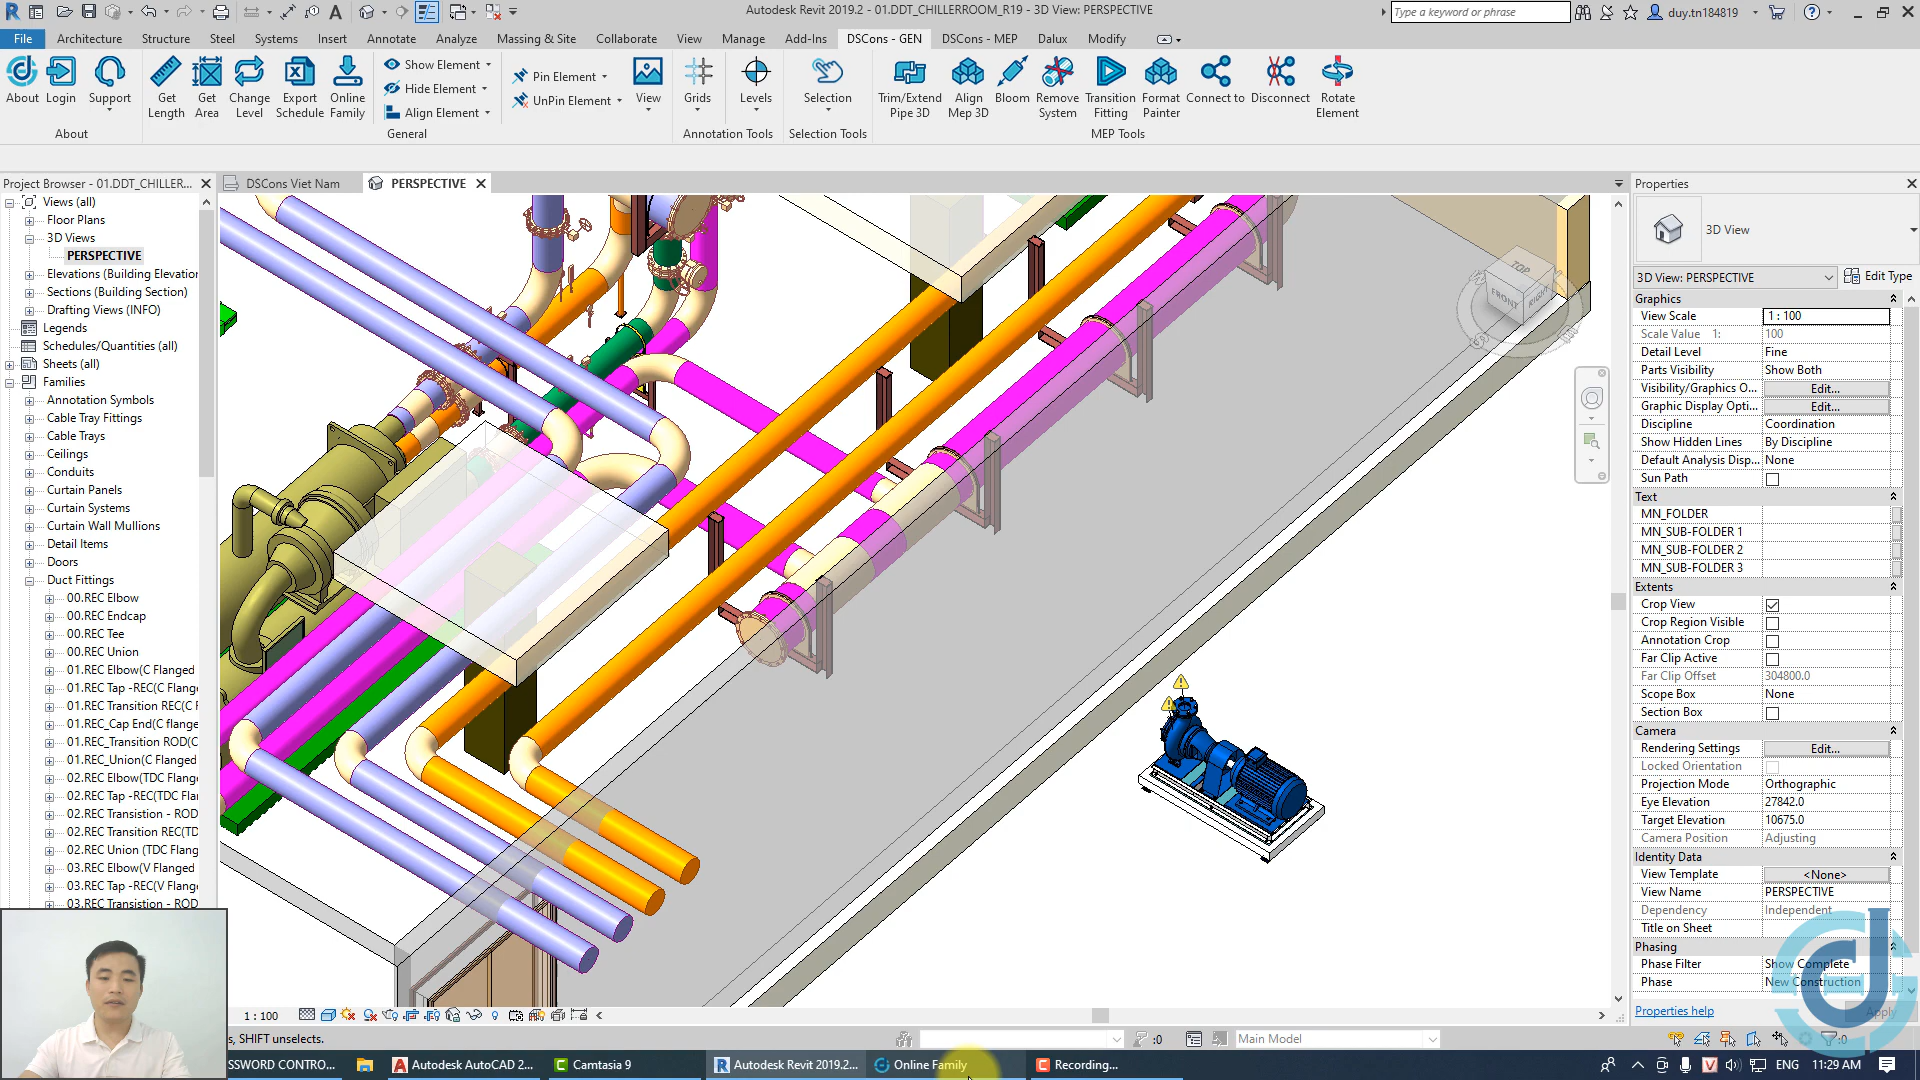 Autodesk Revit 2019.2 - 01.DDT_CHILLERROOM_R19 - 3D View: PERSPECTIVE
Type a keyword or phrase
duy.tn184819
File
Architecture
Structure
Steel
Systems
Insert
Annotate
Analyze
Massing & Site
Collaborate
View
Manage
Add-Ins
DSCons - GEN
DSCons - MEP
Dalux
Modify
About
Login
Support
Get Length
Get Area
Change Level
Export Schedule
Online Family
Show Element
Hide Element
Align Element
Pin Element
UnPin Element
View
Grids
Levels
Selection
Trim/Extend Pipe 3D
Align Mep 3D
Bloom
Remove System
Transition Fitting
Format Painter
Connect to
Disconnect
Rotate Element
About
General
Annotation Tools
Selection Tools
MEP Tools
Project Browser - 01.DDT_CHILLER...
DSCons Viet Nam
PERSPECTIVE
Views (all)
Floor Plans
3D Views
PERSPECTIVE
Elevations (Building Elevation
Sections (Building Section)
Drafting Views (INFO)
Legends
Schedules/Quantities (all)
Sheets (all)
Families
Annotation Symbols
Cable Tray Fittings
Cable Trays
Ceilings
Conduits
Curtain Panels
Curtain Systems
Curtain Wall Mullions
Detail Items
Doors
Duct Fittings
00.REC Elbow
00.REC Endcap
00.REC Tee
00.REC Union
01.REC Elbow(C Flanged
01.REC Tap -REC(C Flang
01.REC Transition REC(C F
01.REC_Cap End(C flange
01.REC_Transition ROD(C
01.REC_Union(C Flanged
02.REC Elbow(TDC Flange
02.REC Tap -REC(TDC Flar
02.REC Transistion - ROD
02.REC Transition REC(TD
02.REC Union (TDC Flang
03.REC Elbow(V Flanged
03.REC Tap -REC(V Flang
03.REC Transistion - ROD
TOP
FRONT
RIGHT
Properties
3D View
3D View: PERSPECTIVE
Edit Type
Graphics
View Scale 1 : 100
Scale Value 1: 100
Detail Level Fine
Parts Visibility Show Both
Visibility/Graphics O... Edit...
Graphic Display Opti... Edit...
Discipline Coordination
Show Hidden Lines By Discipline
Default Analysis Disp... None
Sun Path
Text
MN_FOLDER
MN_SUB-FOLDER 1
MN_SUB-FOLDER 2
MN_SUB-FOLDER 3
Extents
Crop View
Crop Region Visible
Annotation Crop
Far Clip Active
Far Clip Offset 304800.0
Scope Box None
Section Box
Camera
Rendering Settings Edit...
Locked Orientation
Projection Mode Orthographic
Eye Elevation 27842.0
Target Elevation 10675.0
Camera Position Adjusting
Identity Data
View Template <None>
View Name PERSPECTIVE
Dependency Independent
Title on Sheet
Phasing
Phase Filter Show Complete
Phase New Construction
Properties help
Apply
1 : 100
s, SHIFT unselects.
:0
Main Model
:0
SSWORD CONTRO...
Autodesk AutoCAD 2...
Camtasia 9
Autodesk Revit 2019.2...
Online Family
Recording...
ENG
11:29 AM